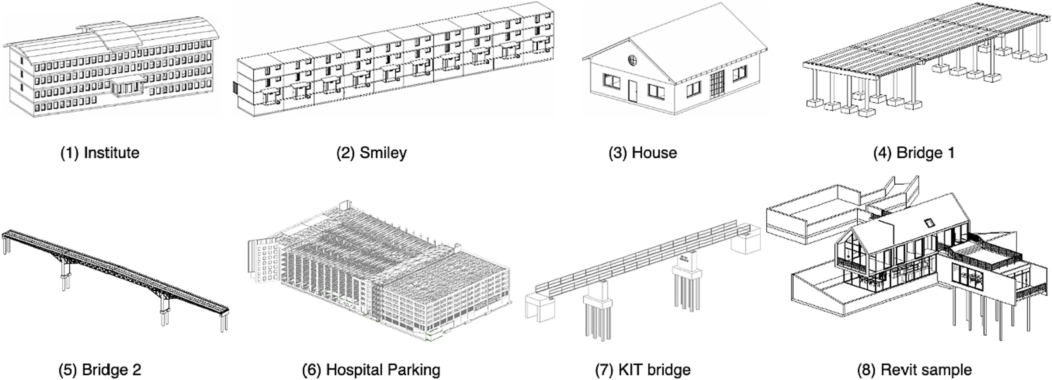 (1) Institute
(2) Smiley
(3) House
(4) Bridge 1
(5) Bridge 2
(6) Hospital Parking
(7) KIT bridge
(8) Revit sample